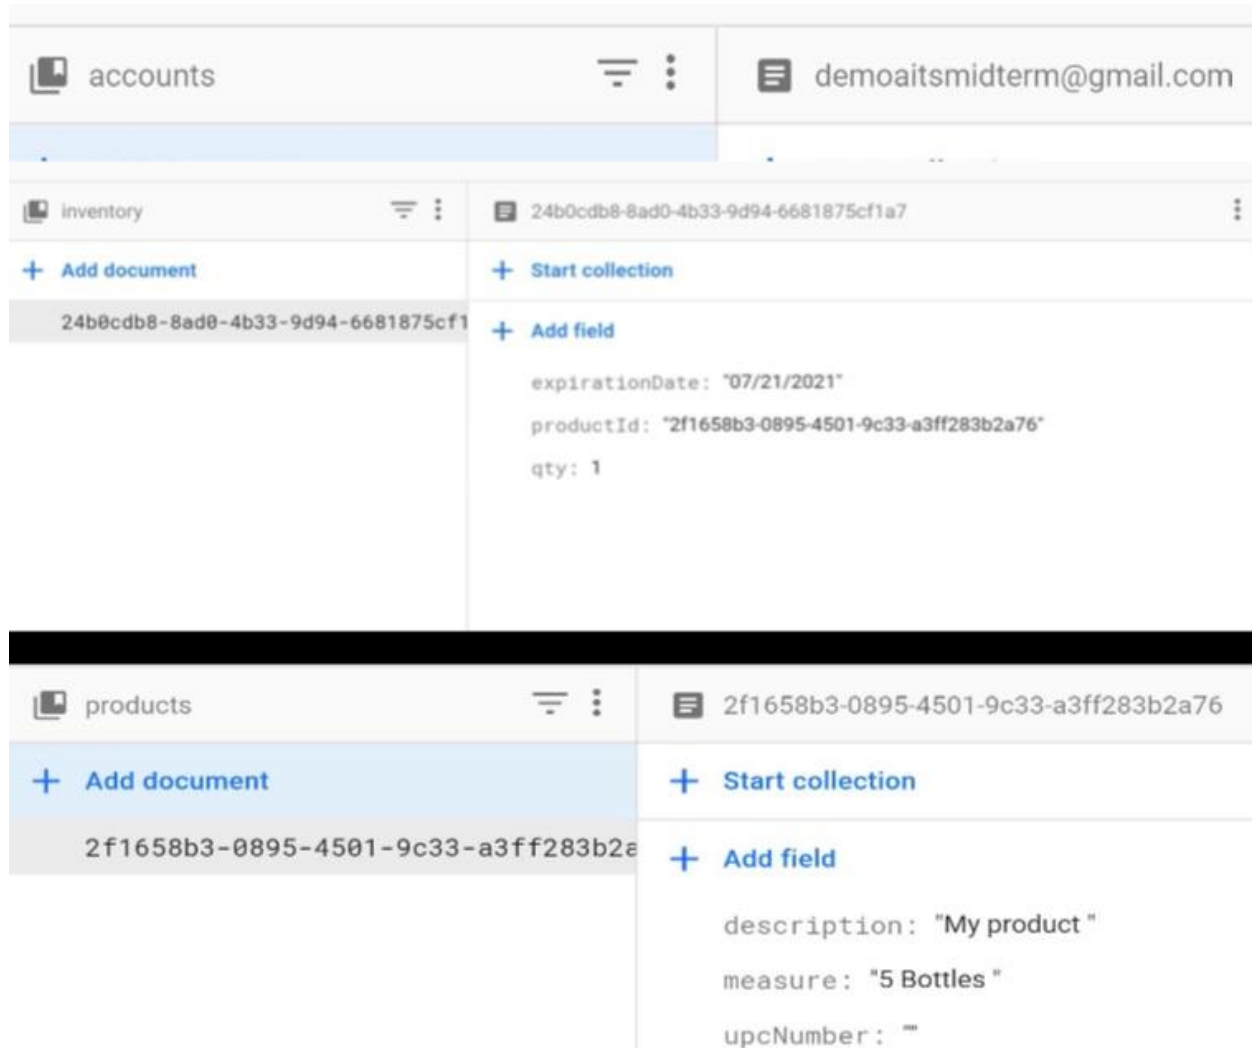 accounts
demoaitsmidterm@gmail.com
inventory
24b0cdb8-8ad0-4b33-9d94-6681875cf1a7
+ Add document
+ Start collection
24b0cdb8-8ad0-4b33-9d94-6681875cf1
+ Add field
expirationDate: "07/21/2021"
productId: "2f1658b3-0895-4501-9c33-a3ff283b2a76"
qty: 1
products
2f1658b3-0895-4501-9c33-a3ff283b2a76
+ Add document
+ Start collection
2f1658b3-0895-4501-9c33-a3ff283b2a
+ Add field
description: "My product "
measure: "5 Bottles "
upcNumber: ""